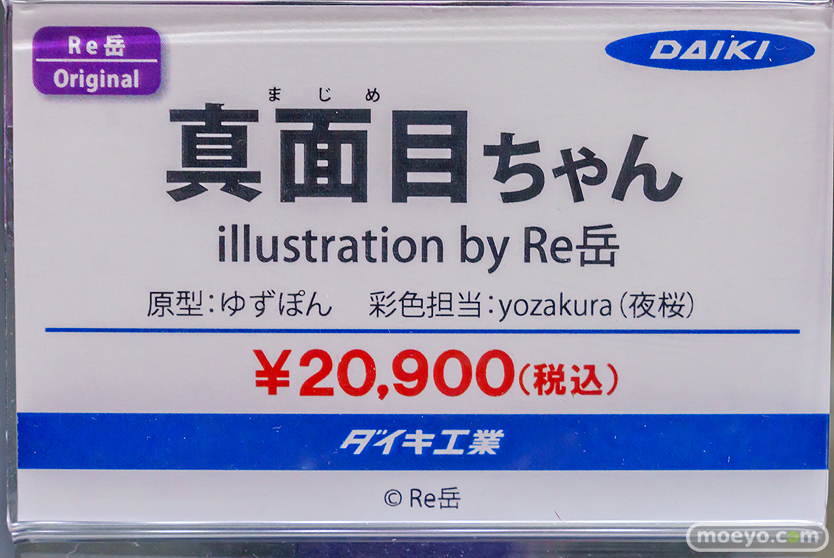 Re岳
Original
DAIKI
まじめ
真面目ちゃん
illustration by Re岳
原型：ゆずぽん　彩色担当：yozakura（夜桜）
¥20,900（税込）
ダイキ工業
© Re岳
moeyo.com